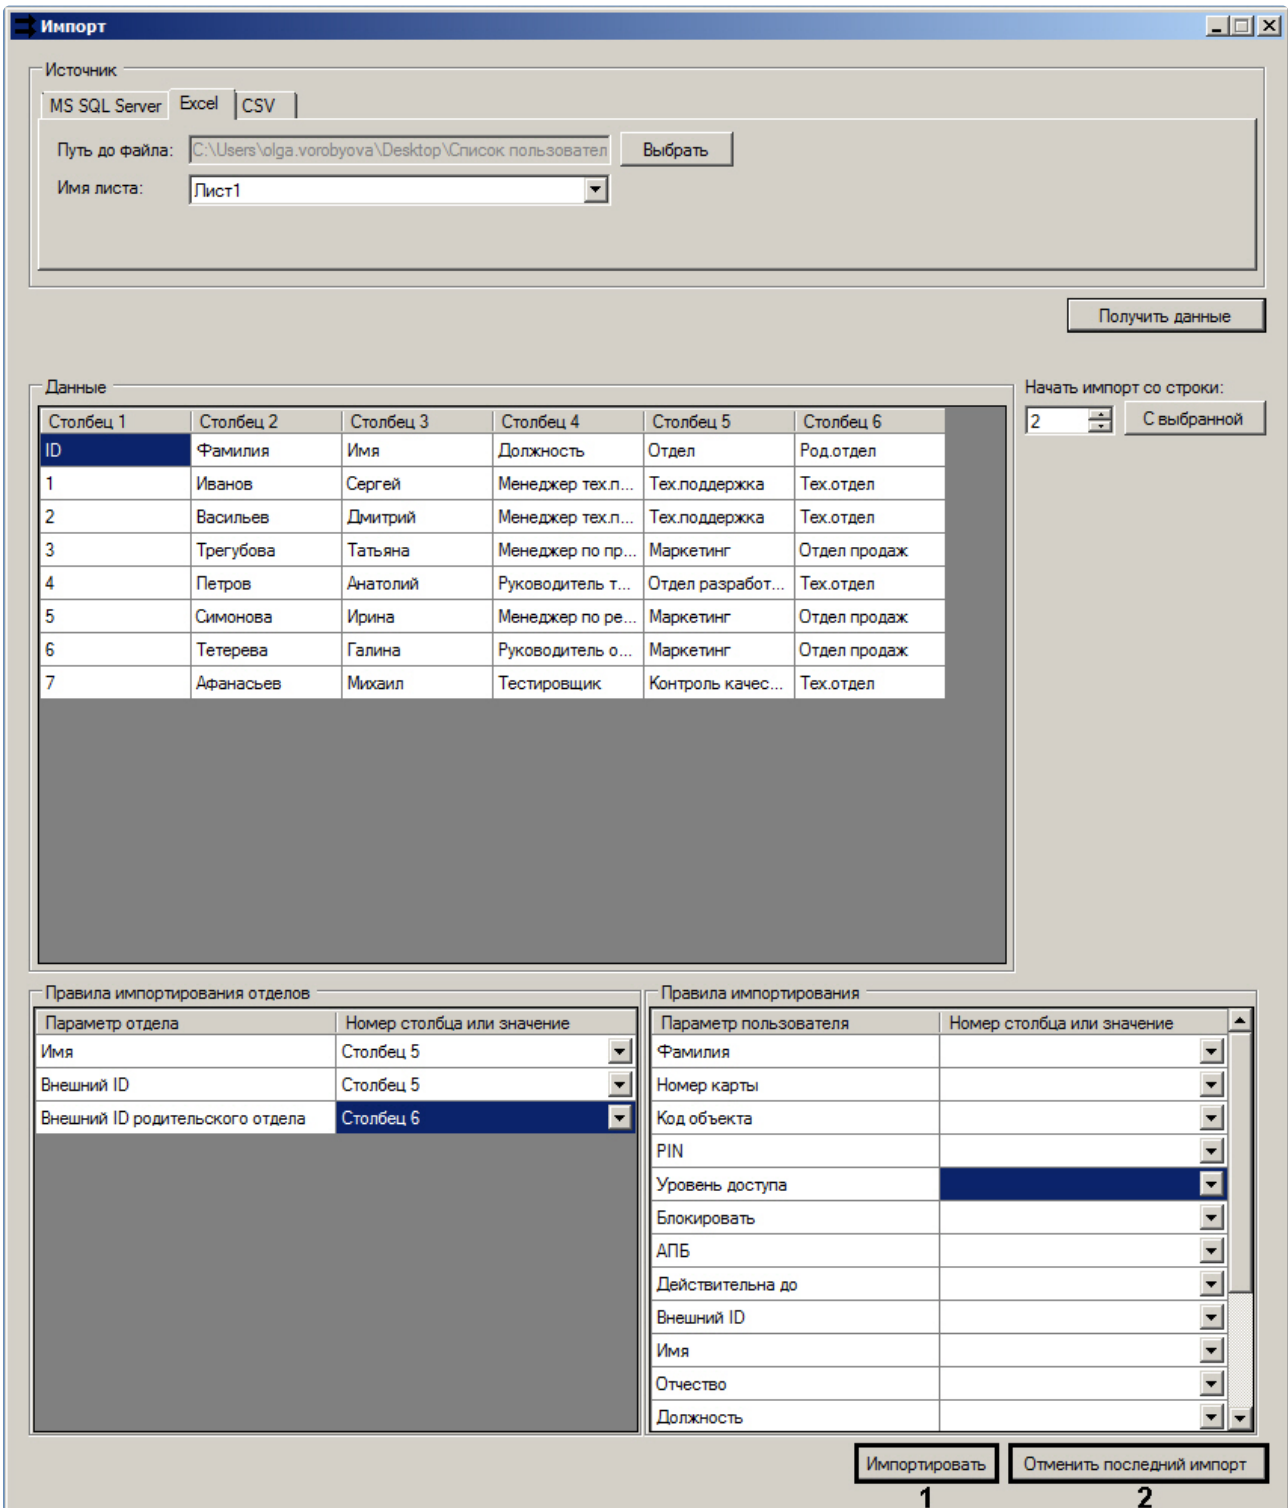 Импорт
Источник
MS SQL Server Excel CSV
Путь до файла: C:\Users\olga.vorobyova\Desktop\Список пользовател Выбрать
Имя листа: Лист1
Получить данные
Данные Начать импорт со строки:
2 С выбранной
Столбец 1 Столбец 2 Столбец 3 Столбец 4 Столбец 5 Столбец 6
ID Фамилия Имя Должность Отдел Род.отдел
1 Иванов Сергей Менеджер тех.п... Тех.поддержка Тех.отдел
2 Васильев Дмитрий Менеджер тех.п... Тех.поддержка Тех.отдел
3 Трегубова Татьяна Менеджер по пр... Маркетинг Отдел продаж
4 Петров Анатолий Руководитель т... Отдел разработ... Тех.отдел
5 Симонова Ирина Менеджер по ре... Маркетинг Отдел продаж
6 Тетерева Галина Руководитель о... Маркетинг Отдел продаж
7 Афанасьев Михаил Тестировщик Контроль качес... Тех.отдел
Правила импортирования отделов
Параметр отдела Номер столбца или значение
Имя Столбец 5
Внешний ID Столбец 5
Внешний ID родительского отдела Столбец 6
Правила импортирования
Параметр пользователя Номер столбца или значение
Фамилия
Номер карты
Код объекта
PIN
Уровень доступа
Блокировать
АПБ
Действительна до
Внешний ID
Имя
Отчество
Должность
Импортировать Отменить последний импорт
1 2